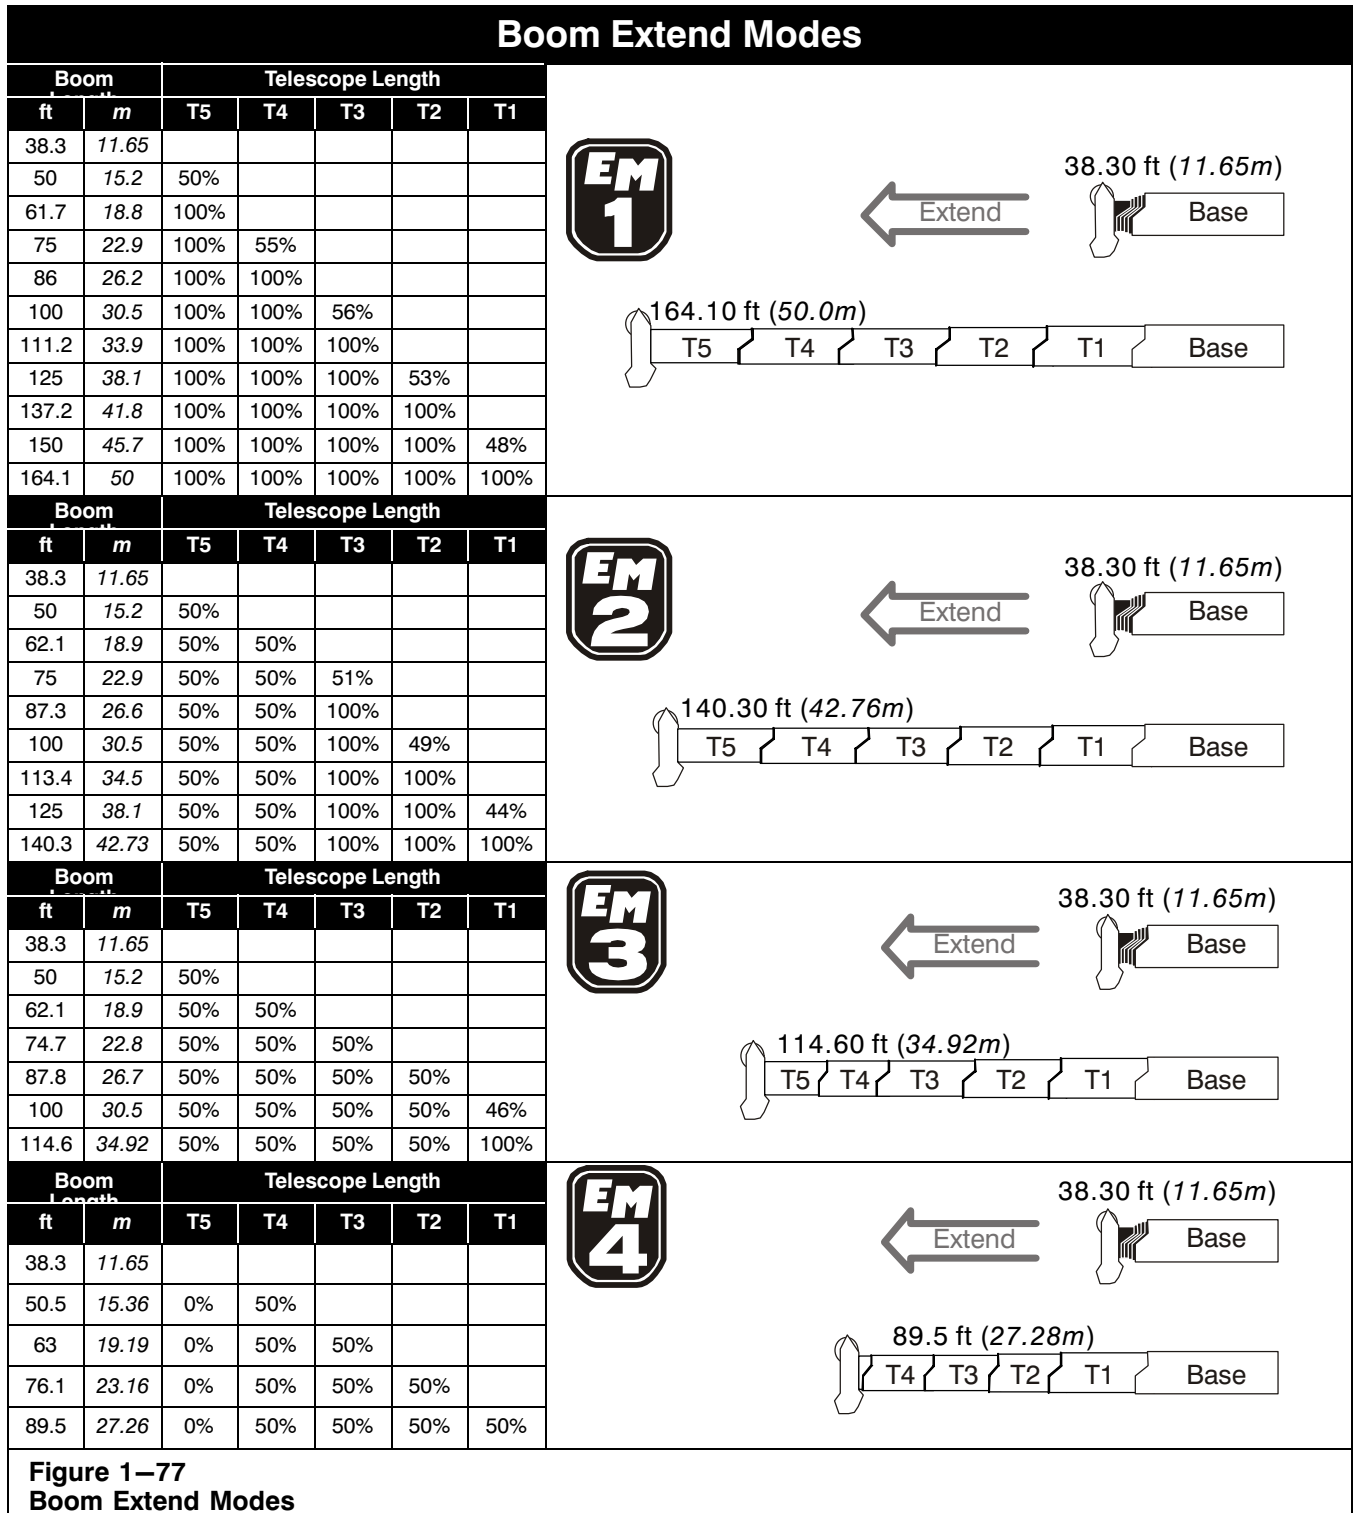 Boom Extend Modes
Boom Telescope Length
ft m T5 T4 T3 T2 T1
38.3 11.65
50 15.2 50%
61.7 18.8 100%
75 22.9 100% 55%
86 26.2 100% 100%
100 30.5 100% 100% 56%
111.2 33.9 100% 100% 100%
125 38.1 100% 100% 100% 53%
137.2 41.8 100% 100% 100% 100%
150 45.7 100% 100% 100% 100% 48%
164.1 50 100% 100% 100% 100% 100%
EM
1
38.30 ft (11.65m)
Extend Base
164.10 ft (50.0m)
T5 T4 T3 T2 T1 Base
Boom Telescope Length
ft m T5 T4 T3 T2 T1
38.3 11.65
50 15.2 50%
62.1 18.9 50% 50%
75 22.9 50% 50% 51%
87.3 26.6 50% 50% 100%
100 30.5 50% 50% 100% 49%
113.4 34.5 50% 50% 100% 100%
125 38.1 50% 50% 100% 100% 44%
140.3 42.73 50% 50% 100% 100% 100%
EM
2
38.30 ft (11.65m)
Extend Base
140.30 ft (42.76m)
T5 T4 T3 T2 T1 Base
Boom Telescope Length
ft m T5 T4 T3 T2 T1
38.3 11.65
50 15.2 50%
62.1 18.9 50% 50%
74.7 22.8 50% 50% 50%
87.8 26.7 50% 50% 50% 50%
100 30.5 50% 50% 50% 50% 46%
114.6 34.92 50% 50% 50% 50% 100%
EM
3
38.30 ft (11.65m)
Extend Base
114.60 ft (34.92m)
T5 T4 T3 T2 T1 Base
Boom Telescope Length
Length
ft m T5 T4 T3 T2 T1
38.3 11.65
50.5 15.36 0% 50%
63 19.19 0% 50% 50%
76.1 23.16 0% 50% 50% 50%
89.5 27.26 0% 50% 50% 50% 50%
EM
4
38.30 ft (11.65m)
Extend Base
89.5 ft (27.28m)
T4 T3 T2 T1 Base
Figure 1—77
Boom Extend Modes